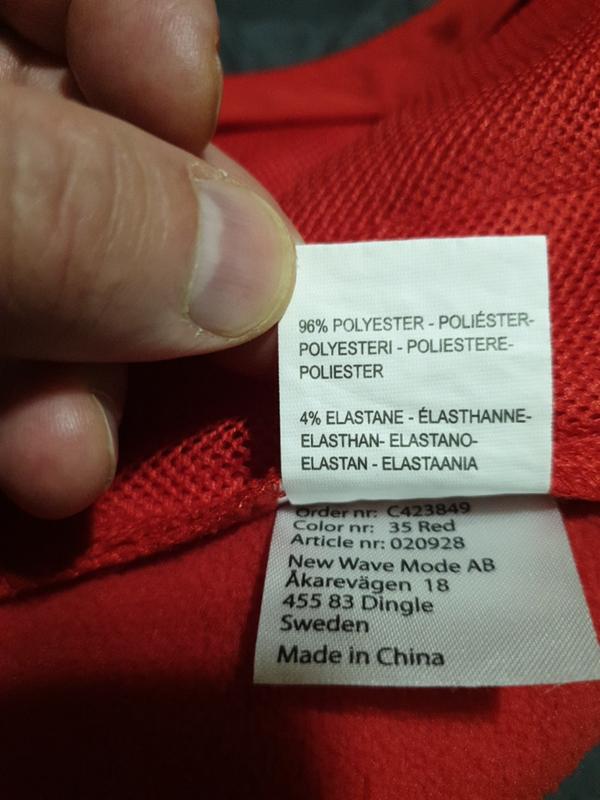 96% POLYESTER - POLIÉSTER-
POLYESTERI - POLIESTERE-
POLIESTER
4% ELASTANE - ÉLASTHANNE-
ELASTHAN- ELASTANO-
ELASTAN - ELASTAANIA
Order nr: C423849
Color nr: 35 Red
Article nr: 020928
New Wave Mode AB
Åkarevägen 18
455 83 Dingle
Sweden
Made in China